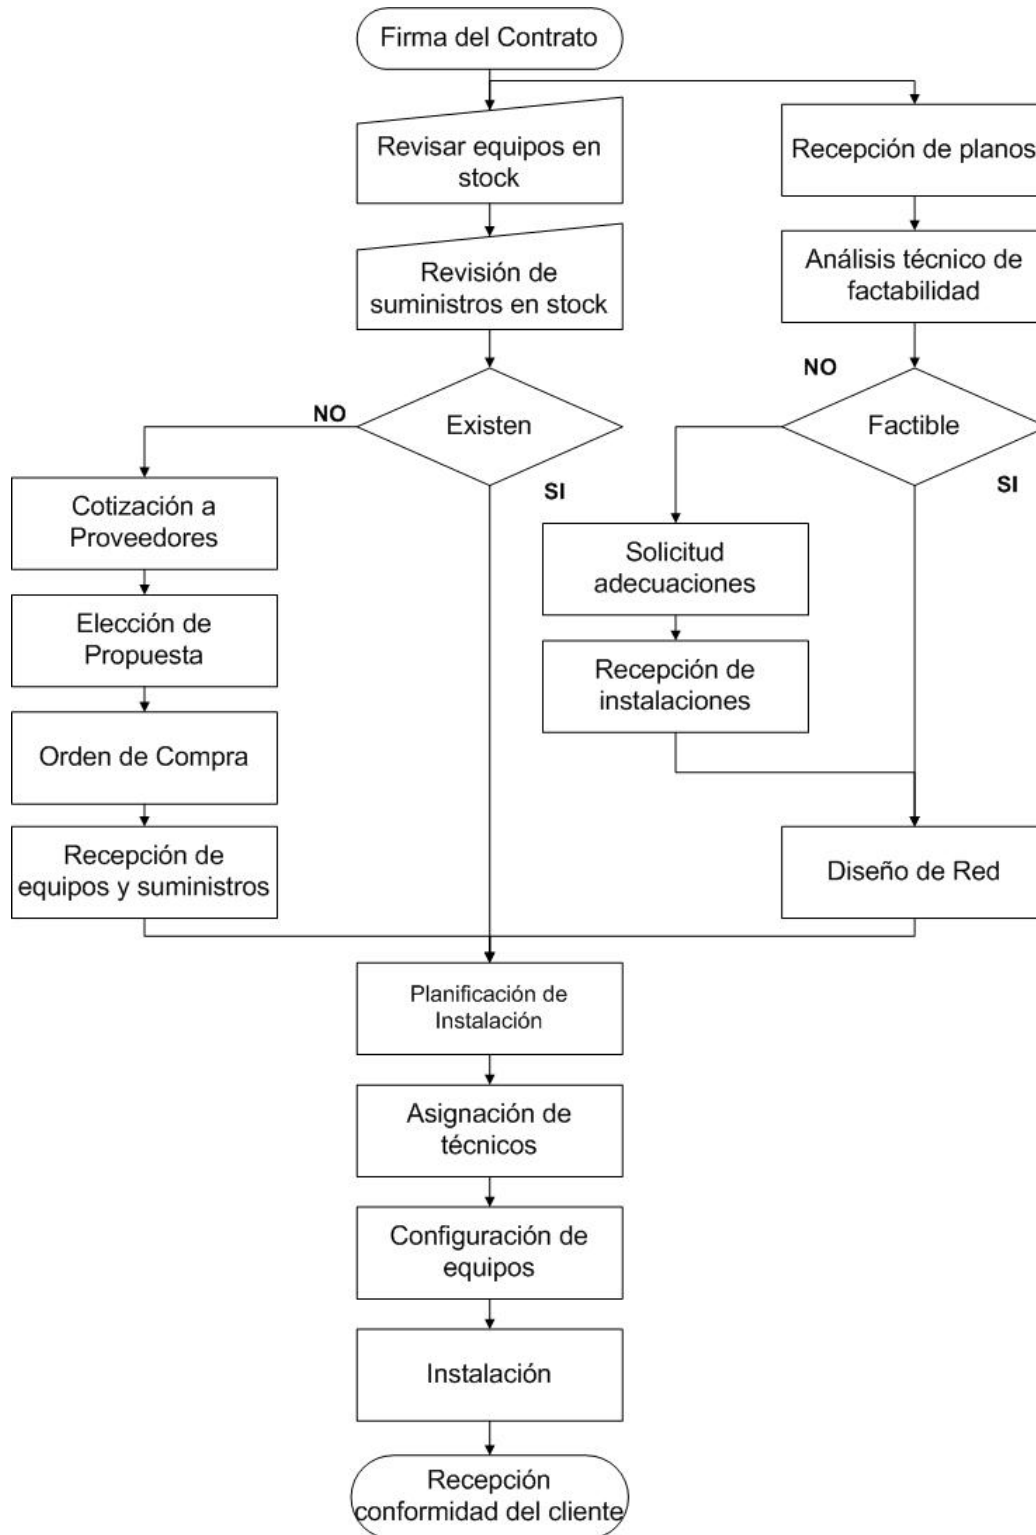 Firma del Contrato
Revisar equipos en
stock
Recepción de planos
Revisión de
suministros en stock
Análisis técnico de
factabilidad
NO
Existen
SI
NO
Factible
SI
Cotización a
Proveedores
Elección de
Propuesta
Orden de Compra
Recepción de
equipos y suministros
Solicitud
adecuaciones
Recepción de
instalaciones
Diseño de Red
Planificación de
Instalación
Asignación de
técnicos
Configuración de
equipos
Instalación
Recepción
conformidad del cliente